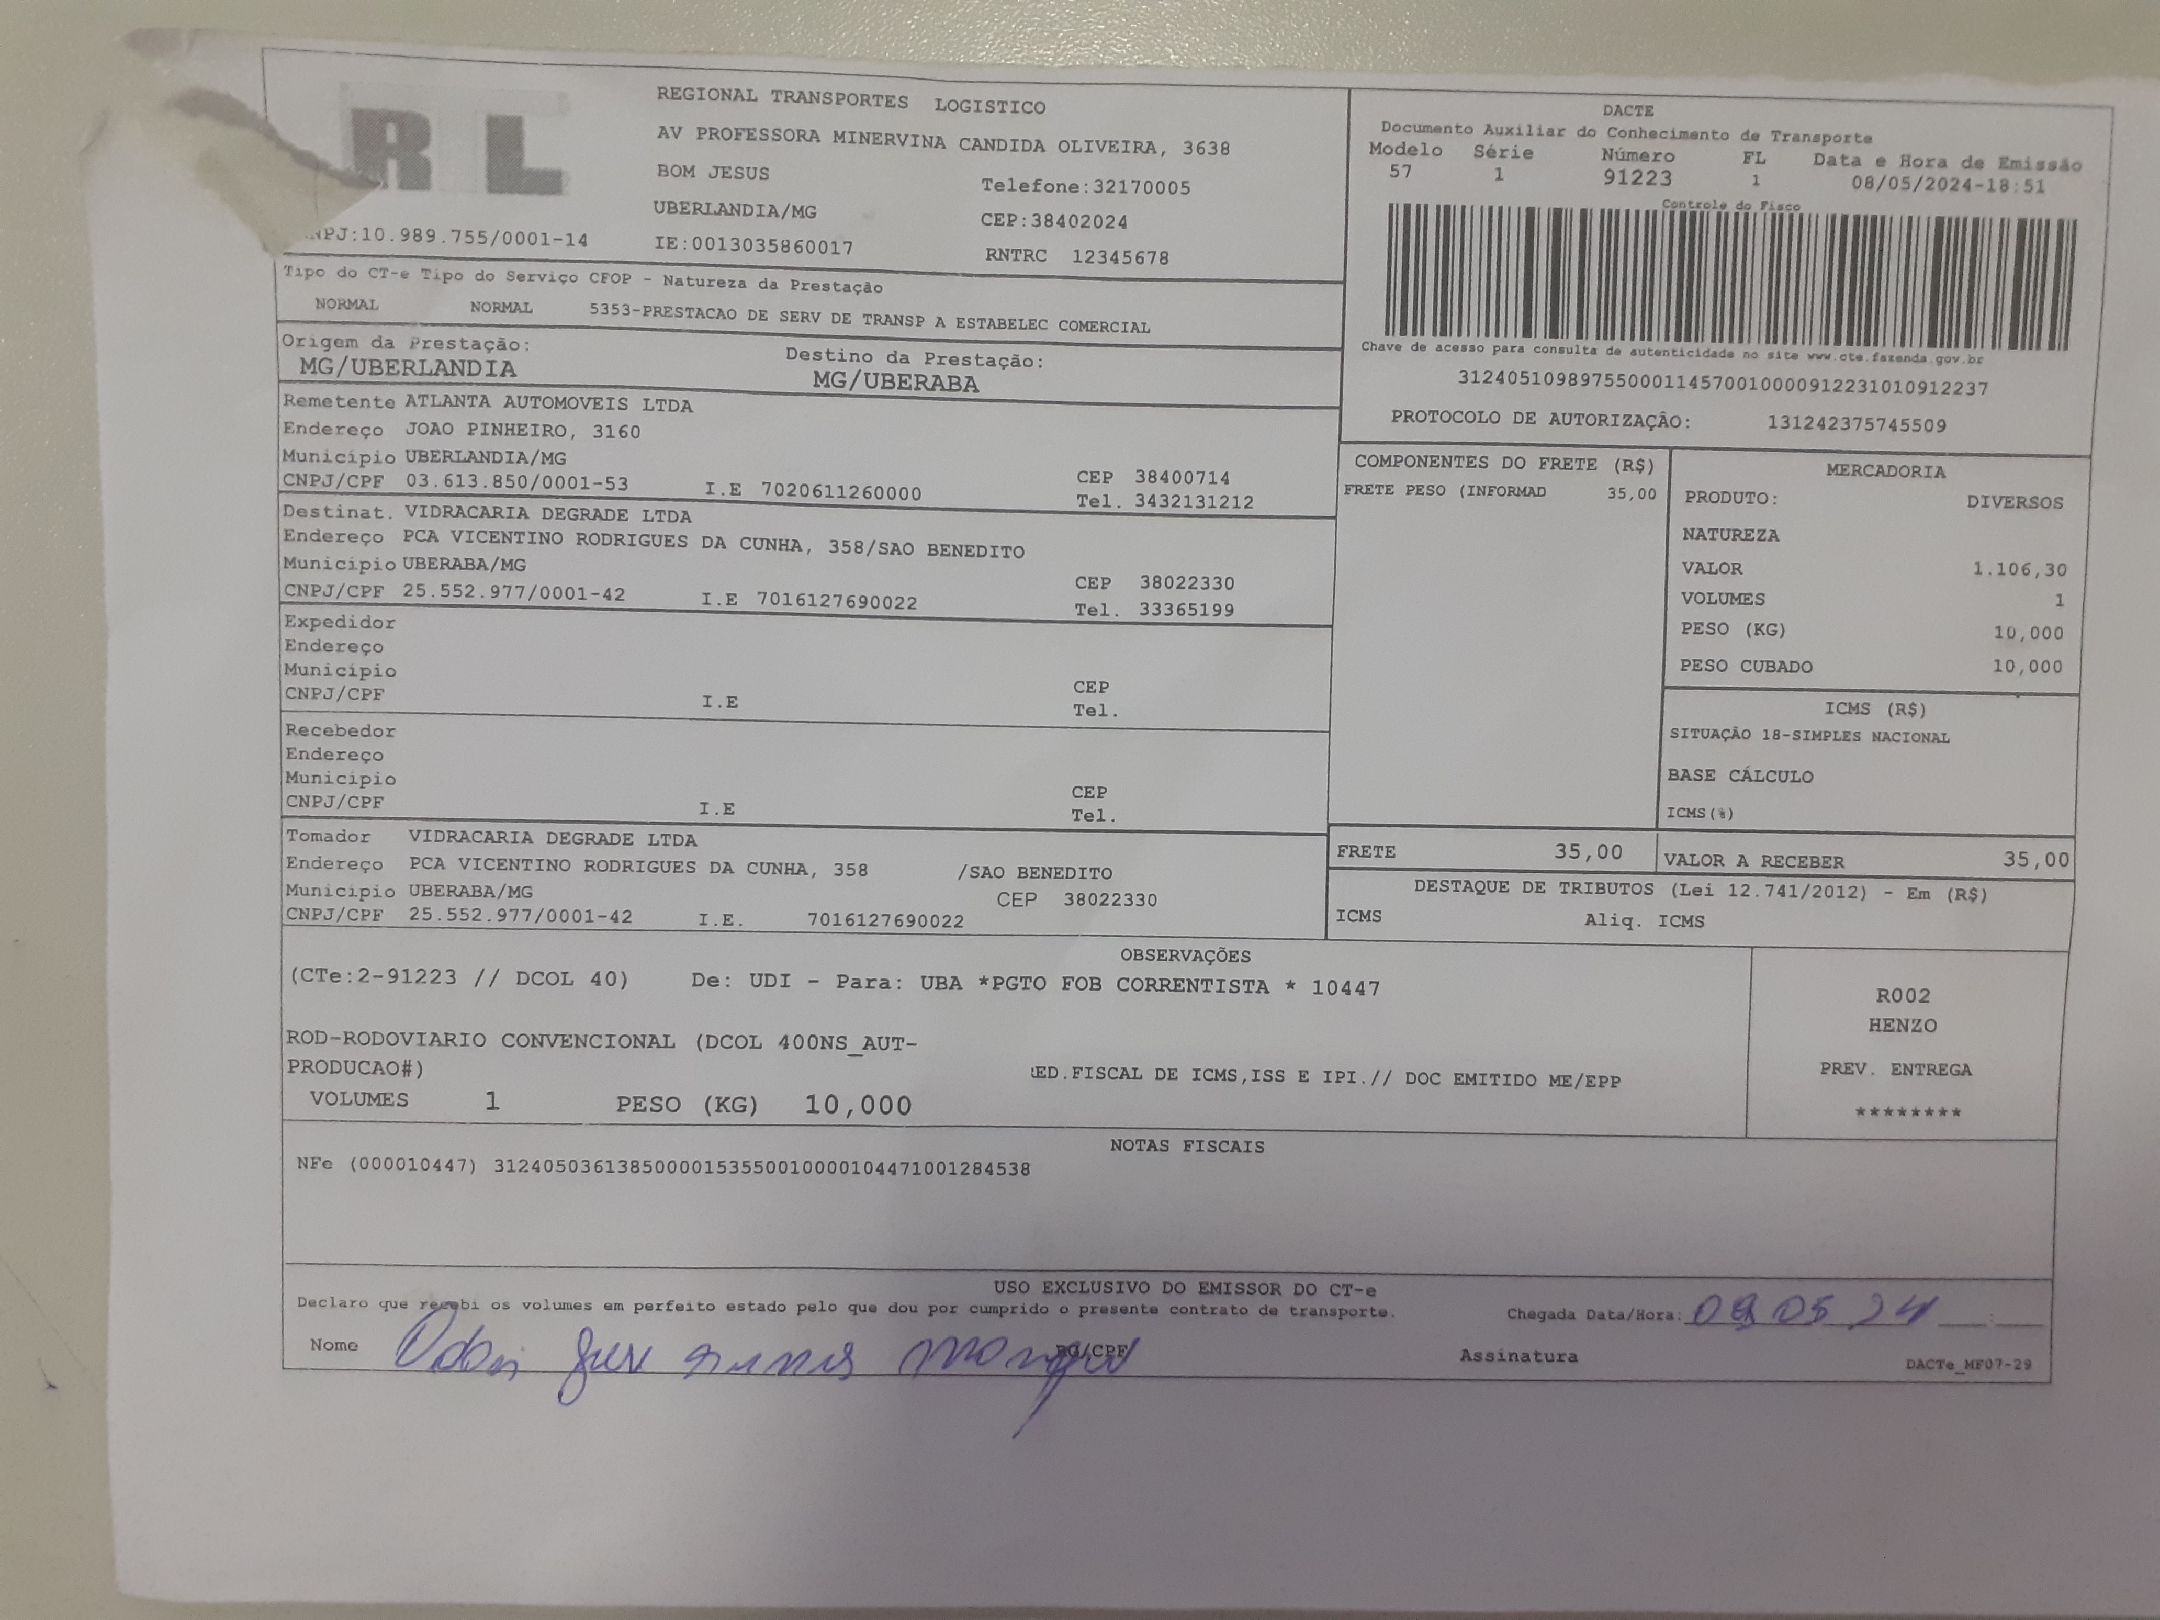 RL
REGIONAL TRANSPORTES LOGISTICO
AV PROFESSORA MINERVINA CANDIDA OLIVEIRA, 3638
BOM JESUS
Telefone:32170005
UBERLANDIA/MG
CEP:38402024
NPJ:10.989.755/0001-14
IE:0013035860017
RNTRC 12345678
DACTE
Documento Auxiliar do Conhecimento de Transporte
Modelo Série Número FL Data e Hora de Emissão
57 1 91223 1 08/05/2024-18:51
Controle do Fisco
Chave de acesso para consulta de autenticidade no site www.cte.fazenda.gov.br
31240510989755000114570010000912231010912237
PROTOCOLO DE AUTORIZAÇÃO: 131242375745509
Tipo do CT-e Tipo do Serviço CFOP - Natureza da Prestação
NORMAL NORMAL 5353-PRESTACAO DE SERV DE TRANSP A ESTABELEC COMERCIAL
Origem da Prestação: Destino da Prestação:
MG/UBERLANDIA MG/UBERABA
Remetente ATLANTA AUTOMOVEIS LTDA
Endereço JOAO PINHEIRO, 3160
Município UBERLANDIA/MG CEP 38400714
CNPJ/CPF 03.613.850/0001-53 I.E 7020611260000 Tel. 3432131212
Destinat. VIDRACARIA DEGRADE LTDA
Endereço PCA VICENTINO RODRIGUES DA CUNHA, 358/SAO BENEDITO
Município UBERABA/MG CEP 38022330
CNPJ/CPF 25.552.977/0001-42 I.E 7016127690022 Tel. 33365199
Expedidor
Endereço
Município CEP
CNPJ/CPF I.E Tel.
Recebedor
Endereço
Município CEP
CNPJ/CPF I.E Tel.
Tomador VIDRACARIA DEGRADE LTDA
Endereço PCA VICENTINO RODRIGUES DA CUNHA, 358 /SAO BENEDITO
Município UBERABA/MG CEP 38022330
CNPJ/CPF 25.552.977/0001-42 I.E. 7016127690022
COMPONENTES DO FRETE (R$)
FRETE PESO (INFORMAD 35,00
MERCADORIA
PRODUTO: DIVERSOS
NATUREZA
VALOR 1.106,30
VOLUMES 1
PESO (KG) 10,000
PESO CUBADO 10,000
ICMS (R$)
SITUAÇÃO 18-SIMPLES NACIONAL
BASE CÁLCULO
ICMS(%)
FRETE 35,00 VALOR A RECEBER 35,00
DESTAQUE DE TRIBUTOS (Lei 12.741/2012) - Em (R$)
ICMS Aliq. ICMS
OBSERVAÇÕES
(CTe:2-91223 // DCOL 40) De: UDI - Para: UBA *PGTO FOB CORRENTISTA * 10447
ROD-RODOVIARIO CONVENCIONAL (DCOL 400NS_AUT-
PRODUCAO#) ED.FISCAL DE ICMS,ISS E IPI.// DOC EMITIDO ME/EPP
VOLUMES 1 PESO (KG) 10,000
R002
HENZO
PREV. ENTREGA
********
NOTAS FISCAIS
NFe (000010447) 31240503613850000153550010000104471001284538
USO EXCLUSIVO DO EMISSOR DO CT-e
Declaro que recebi os volumes em perfeito estado pelo que dou por cumprido o presente contrato de transporte.
Chegada Data/Hora: 09 05 24 :
Nome RG/CPF Assinatura
DACTe_MF07-29